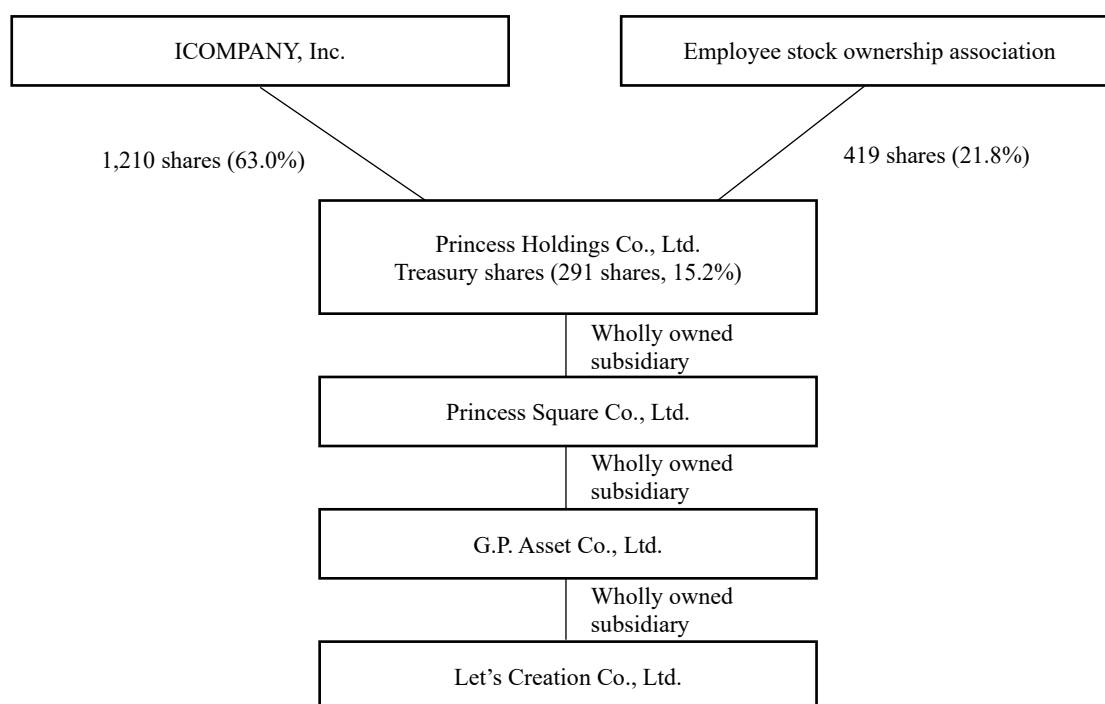 ICOMPANY, Inc.
Employee stock ownership association
1,210 shares (63.0%)
419 shares (21.8%)
Princess Holdings Co., Ltd.
Treasury shares (291 shares, 15.2%)
Wholly owned
subsidiary
Princess Square Co., Ltd.
Wholly owned
subsidiary
G.P. Asset Co., Ltd.
Wholly owned
subsidiary
Let’s Creation Co., Ltd.